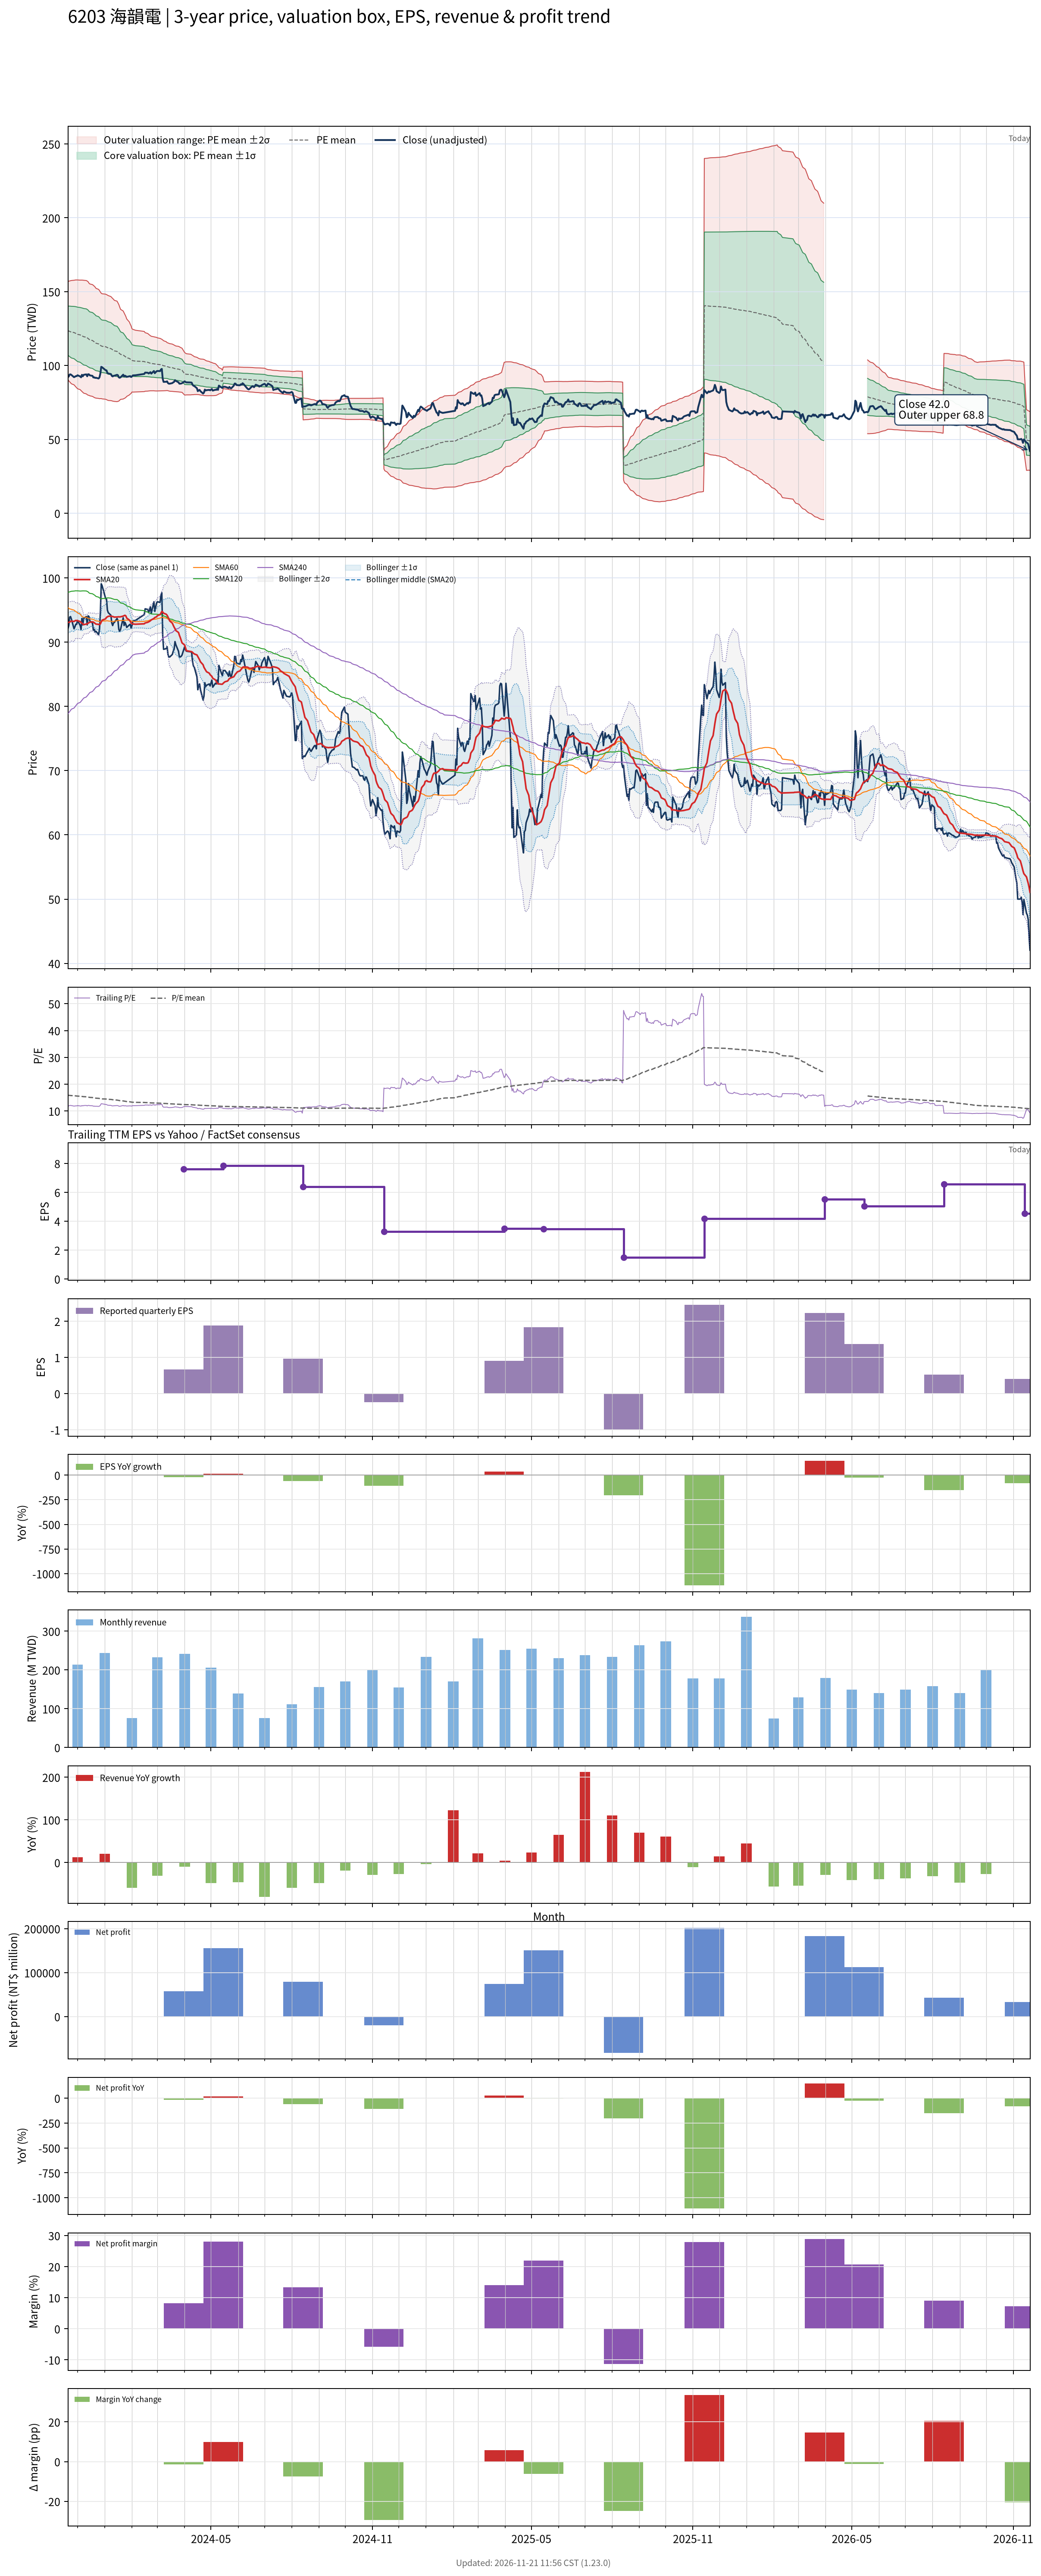 6203 海韻電 | 3-year price, valuation box, EPS, revenue & profit trend
Outer valuation range: PE mean ±2σ
PE mean
Close (unadjusted)
Core valuation box: PE mean ±1σ
Today
250
200
150
100
50
0
Price (TWD)
Close 42.0
Outer upper 68.8
Close (same as panel 1)
SMA60
SMA240
Bollinger ±1σ
SMA20
SMA120
Bollinger ±2σ
Bollinger middle (SMA20)
100
90
80
70
60
50
40
Price
Trailing P/E
P/E mean
50
40
30
20
10
P/E
Trailing TTM EPS vs Yahoo / FactSet consensus
Today
8
6
4
2
0
EPS
Reported quarterly EPS
2
1
0
-1
EPS
EPS YoY growth
0
-250
-500
-750
-1000
YoY (%)
Monthly revenue
300
200
100
0
Revenue (M TWD)
Revenue YoY growth
200
100
0
YoY (%)
Month
Net profit
200000
100000
0
Net profit (NT$ million)
Net profit YoY
0
-250
-500
-750
-1000
YoY (%)
Net profit margin
30
20
10
0
-10
Margin (%)
Margin YoY change
20
0
-20
Δ margin (pp)
2024-05
2024-11
2025-05
2025-11
2026-05
2026-11
Updated: 2026-11-21 11:56 CST (1.23.0)